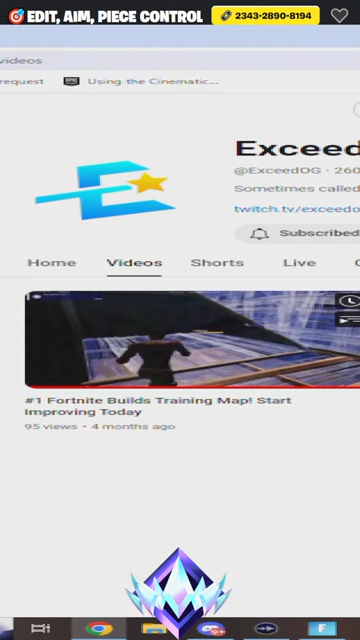 EDIT, AIM, PIECE CONTROL
2343-2890-8194
videos
request
Using the Cinematic...
Exceed
@ExceedOG · 260
Sometimes called
twitch.tv/exceedo
Subscribed
Home
Videos
Shorts
Live
#1 Fortnite Builds Training Map! Start
Improving Today
95 views • 4 months ago